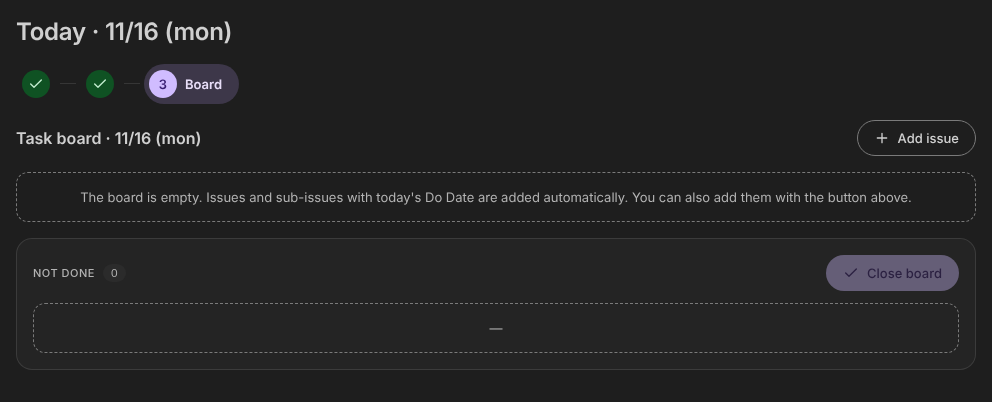 Today · 11/16 (mon)
3 Board
Task board · 11/16 (mon)
+ Add issue
The board is empty. Issues and sub-issues with today's Do Date are added automatically. You can also add them with the button above.
NOT DONE 0
Close board
—